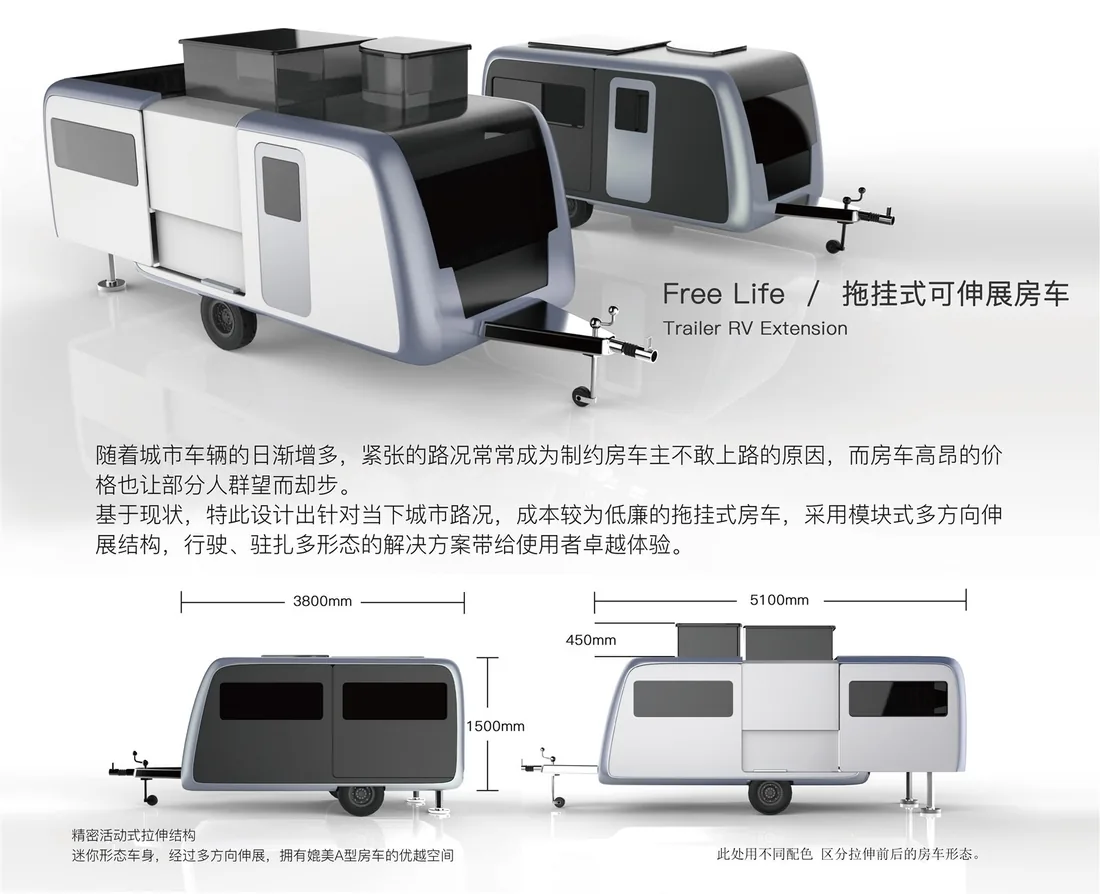 Free Life / 拖挂式可伸展房车
Trailer RV Extension
随着城市车辆的日渐增多，紧张的路况常常成为制约房车主不敢上路的原因，而房车高昂的价
格也让部分人群望而却步。
基于现状，特此设计出针对当下城市路况，成本较为低廉的拖挂式房车，采用模块式多方向伸
展结构，行驶、驻扎多形态的解决方案带给使用者卓越体验。
3800mm
5100mm
450mm
1500mm
精密活动式拉伸结构
迷你形态车身，经过多方向伸展，拥有媲美A型房车的优越空间
此处用不同配色 区分拉伸前后的房车形态。